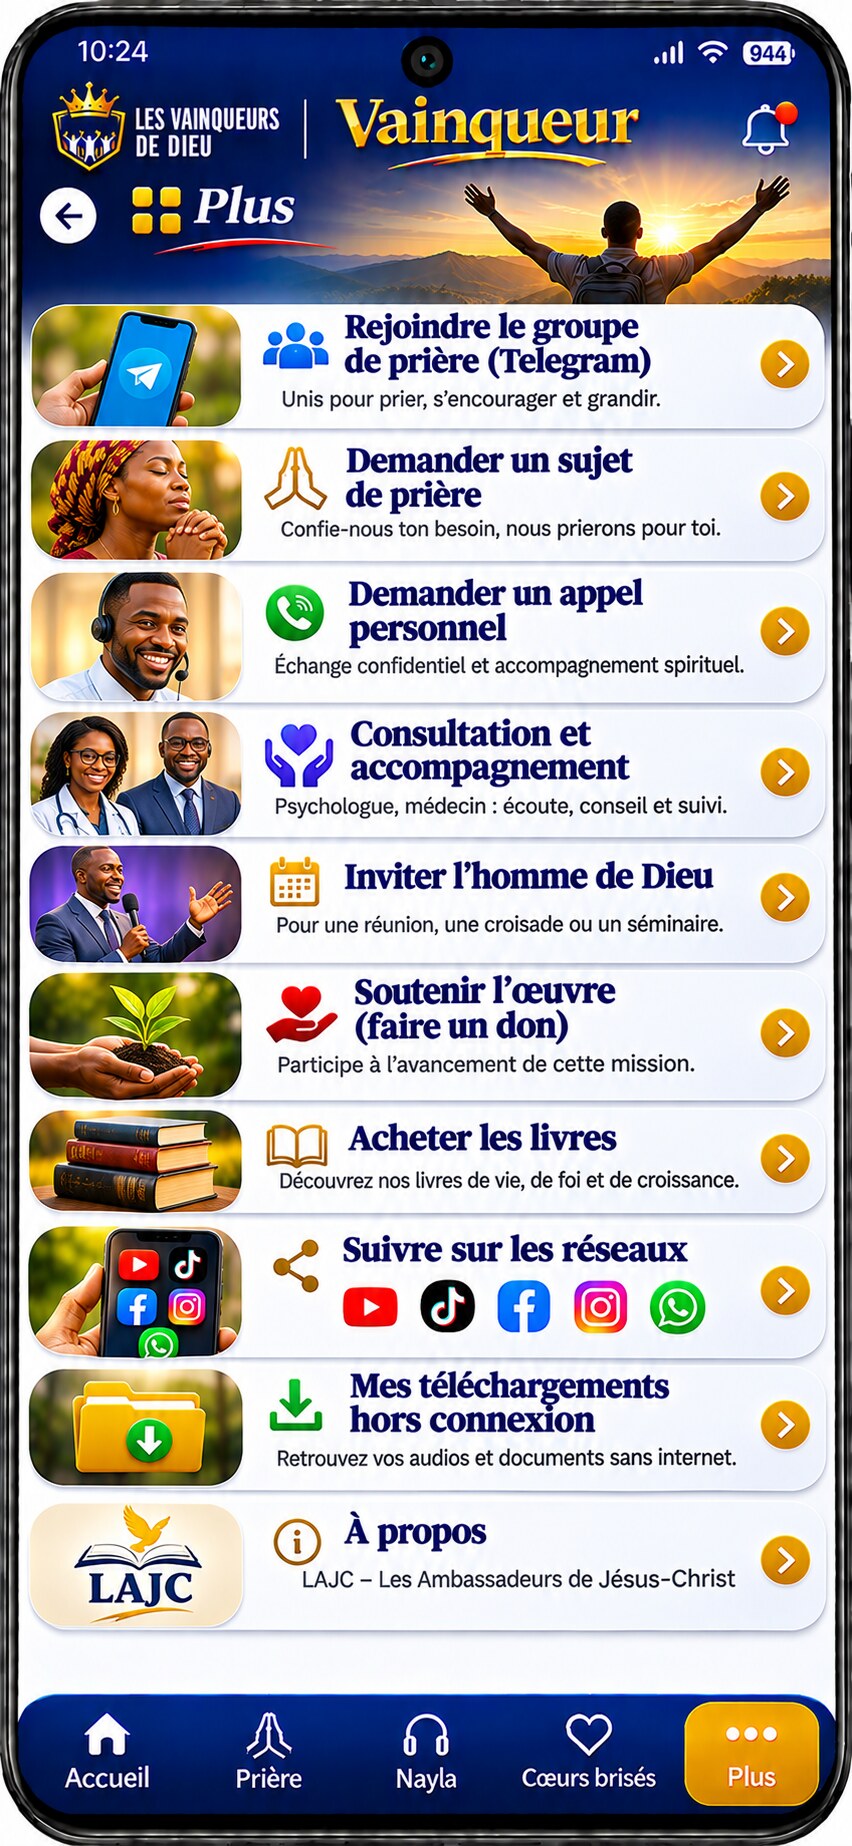 10:24
944
LES VAINQUEURS
DE DIEU
Vainqueur
Plus
Rejoindre le groupe
de prière (Telegram)
Unis pour prier, s'encourager et grandir.
Demander un sujet
de prière
Confie-nous ton besoin, nous prierons pour toi.
Demander un appel
personnel
Échange confidentiel et accompagnement spirituel.
Consultation et
accompagnement
Psychologue, médecin : écoute, conseil et suivi.
Inviter l'homme de Dieu
Pour une réunion, une croisade ou un séminaire.
Soutenir l'œuvre
(faire un don)
Participe à l'avancement de cette mission.
Acheter les livres
Découvrez nos livres de vie, de foi et de croissance.
Suivre sur les réseaux
Mes téléchargements
hors connexion
Retrouvez vos audios et documents sans internet.
LAJC
À propos
LAJC – Les Ambassadeurs de Jésus-Christ
Accueil
Prière
Nayla
Cœurs brisés
Plus